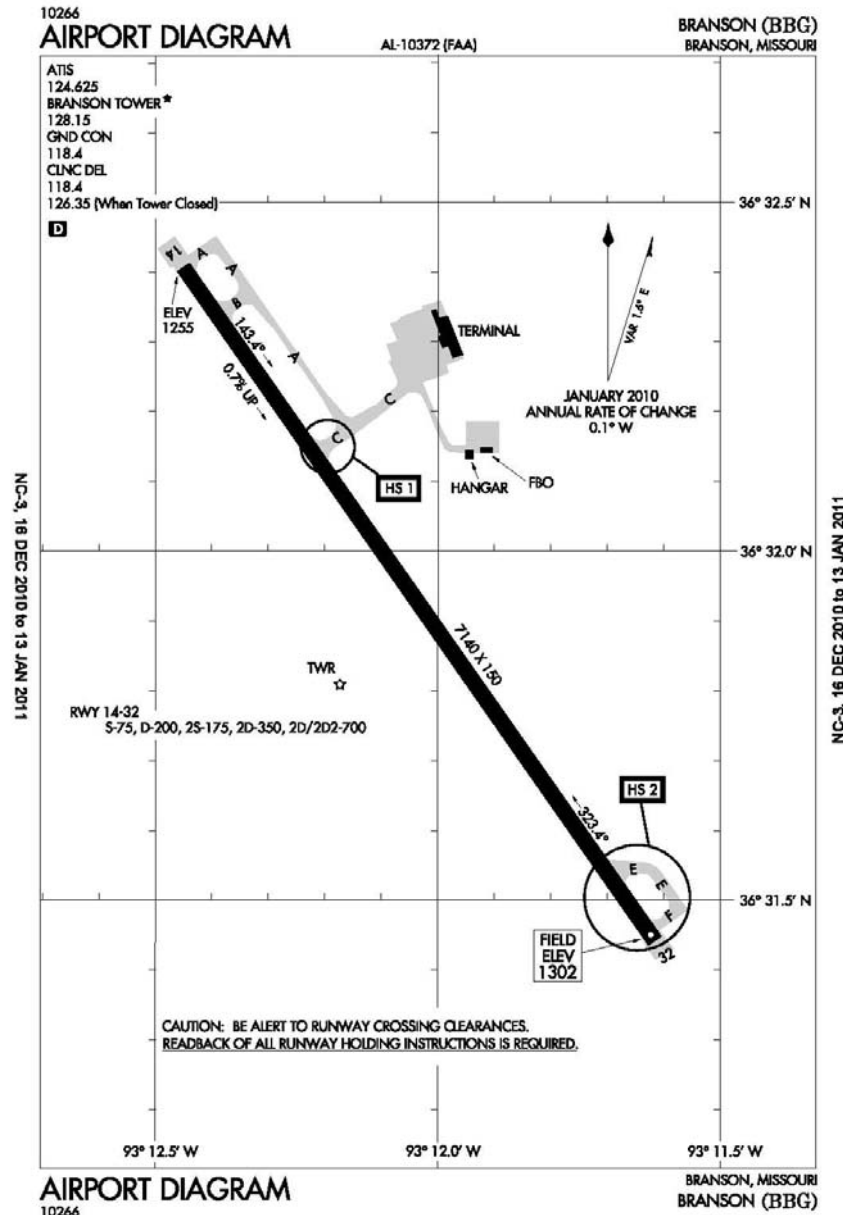 10266
AIRPORT DIAGRAM
AL-10372 (FAA)
BRANSON (BBG)
BRANSON, MISSOURI
ATIS
124.625
BRANSON TOWER
128.15
GND CON
118.4
CLNC DEL
118.4
126.35 (When Tower Closed)
D
36° 32.5' N
14
A
A
ELEV
1255
B
143.4°
A
0.7% UP
TERMINAL
VAR 1.6° E
JANUARY 2010
ANNUAL RATE OF CHANGE
0.1° W
C
C
HS 1
HANGAR
FBO
36° 32.0' N
NC-3, 16 DEC 2010 to 13 JAN 2011
NC-3, 16 DEC 2010 to 13 JAN 2011
7140 X 150
TWR
RWY 14-32
S-75, D-200, 2S-175, 2D-350, 2D/2D2-700
HS 2
323.4°
E
E
F
36° 31.5' N
FIELD
ELEV
1302
32
CAUTION: BE ALERT TO RUNWAY CROSSING CLEARANCES.
READBACK OF ALL RUNWAY HOLDING INSTRUCTIONS IS REQUIRED.
93° 12.5' W
93° 12.0' W
93° 11.5' W
AIRPORT DIAGRAM
10266
BRANSON, MISSOURI
BRANSON (BBG)